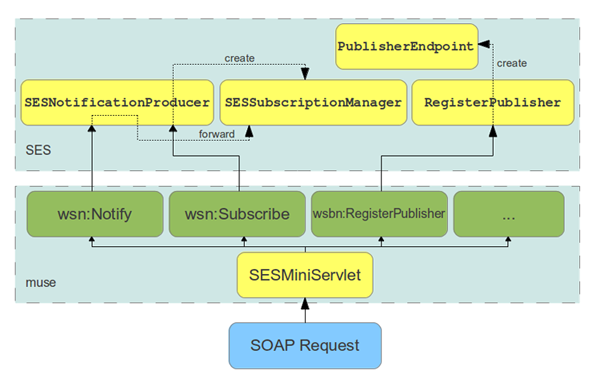 PublisherEndpoint
create
create
SESNotificationProducer
SESSubscriptionManager
RegisterPublisher
forward
SES
wsn:Notify
wsn:Subscribe
wsbn:RegisterPublisher
...
SESMiniServlet
muse
SOAP Request